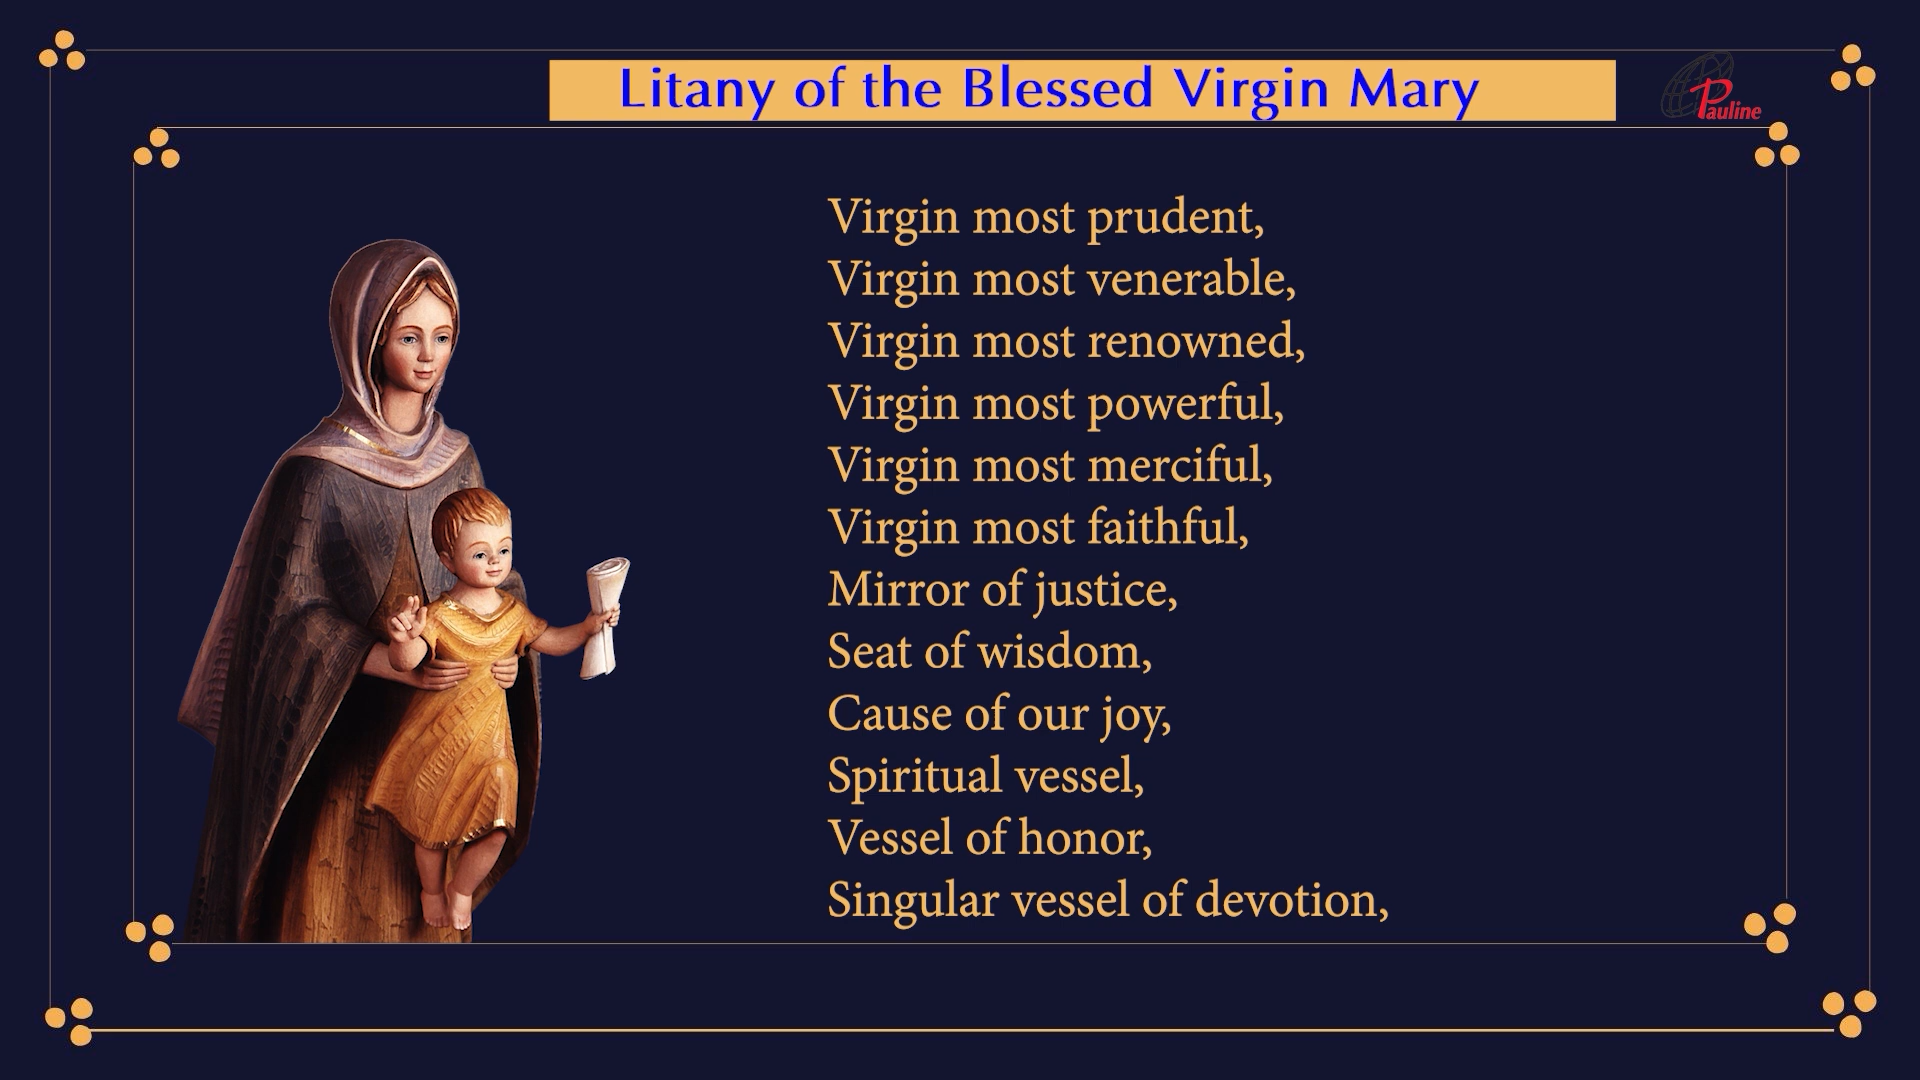 Litany of the Blessed Virgin Mary
Pauline
Virgin most prudent,
Virgin most venerable,
Virgin most renowned,
Virgin most powerful,
Virgin most merciful,
Virgin most faithful,
Mirror of justice,
Seat of wisdom,
Cause of our joy,
Spiritual vessel,
Vessel of honor,
Singular vessel of devotion,